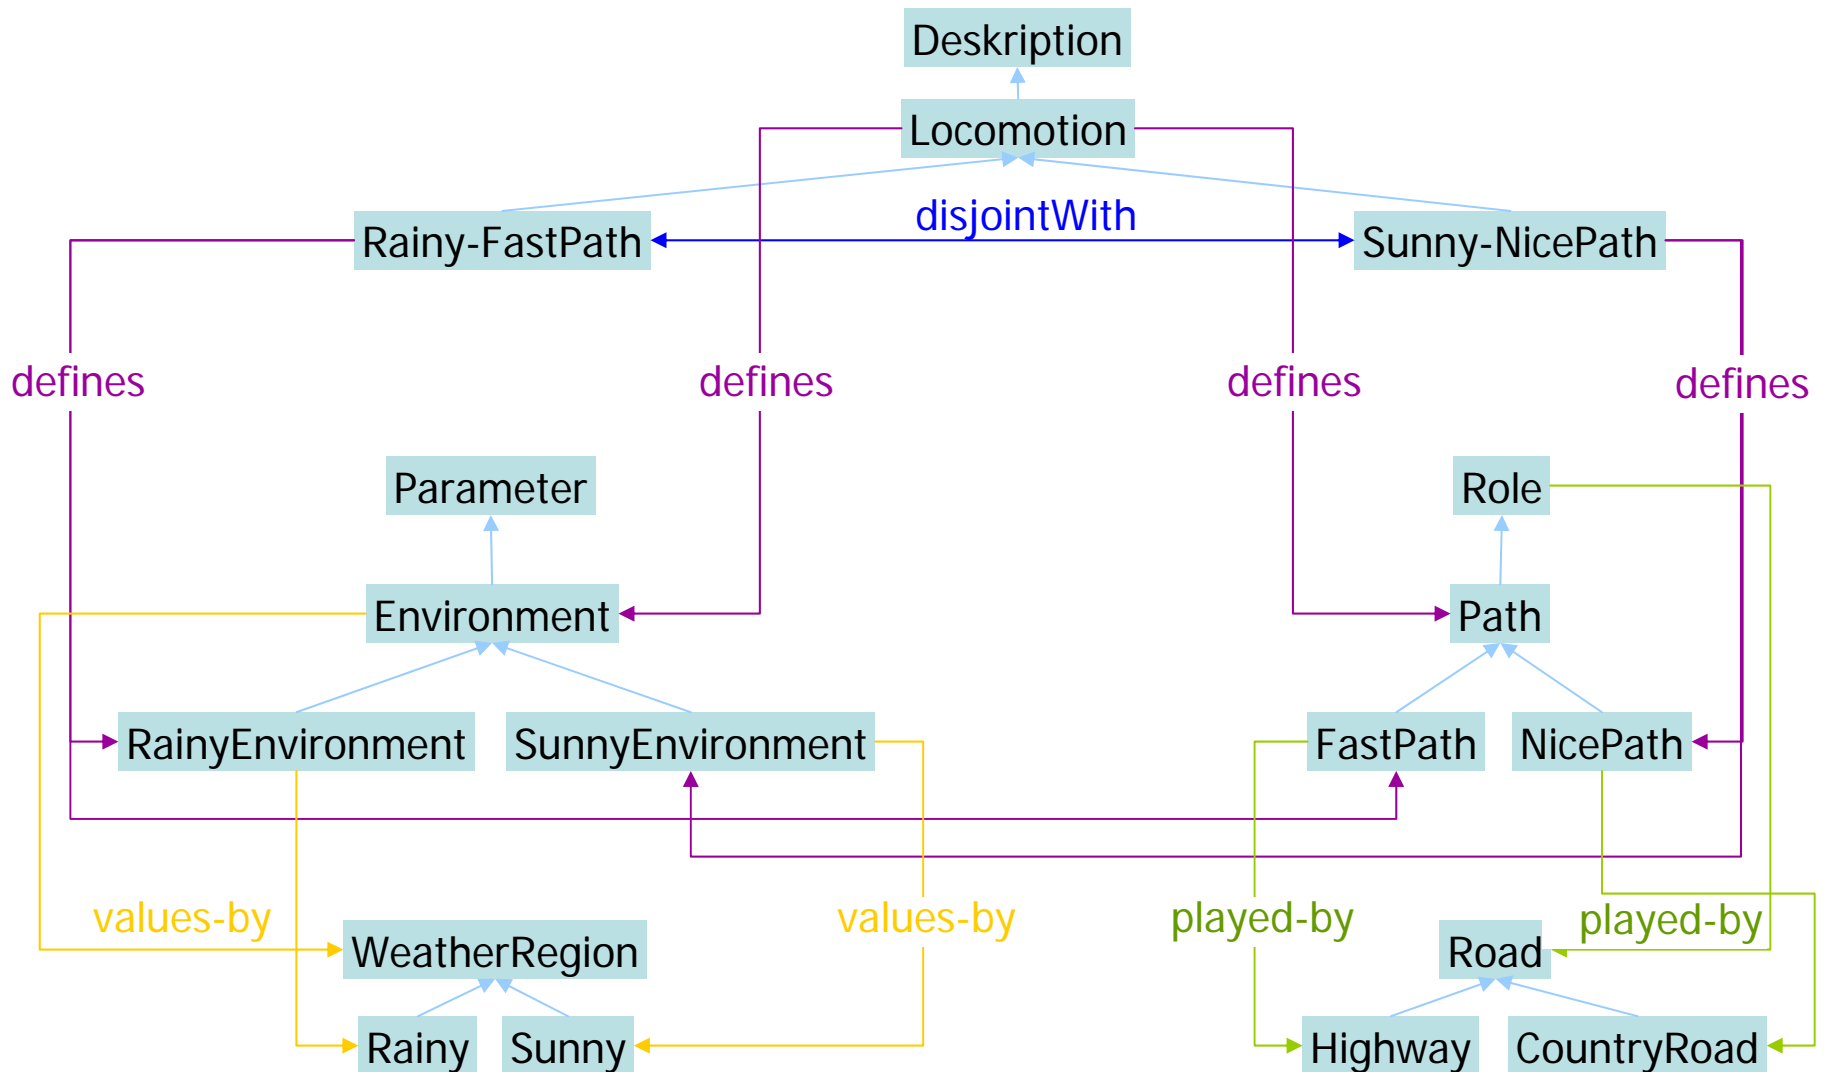 Deskription
Locomotion
disjointWith
Rainy-FastPath
Sunny-NicePath
defines
defines
defines
defines
Parameter
Role
Environment
Path
RainyEnvironment
SunnyEnvironment
FastPath
NicePath
values-by
values-by
played-by
played-by
WeatherRegion
Road
Rainy
Sunny
Highway
CountryRoad